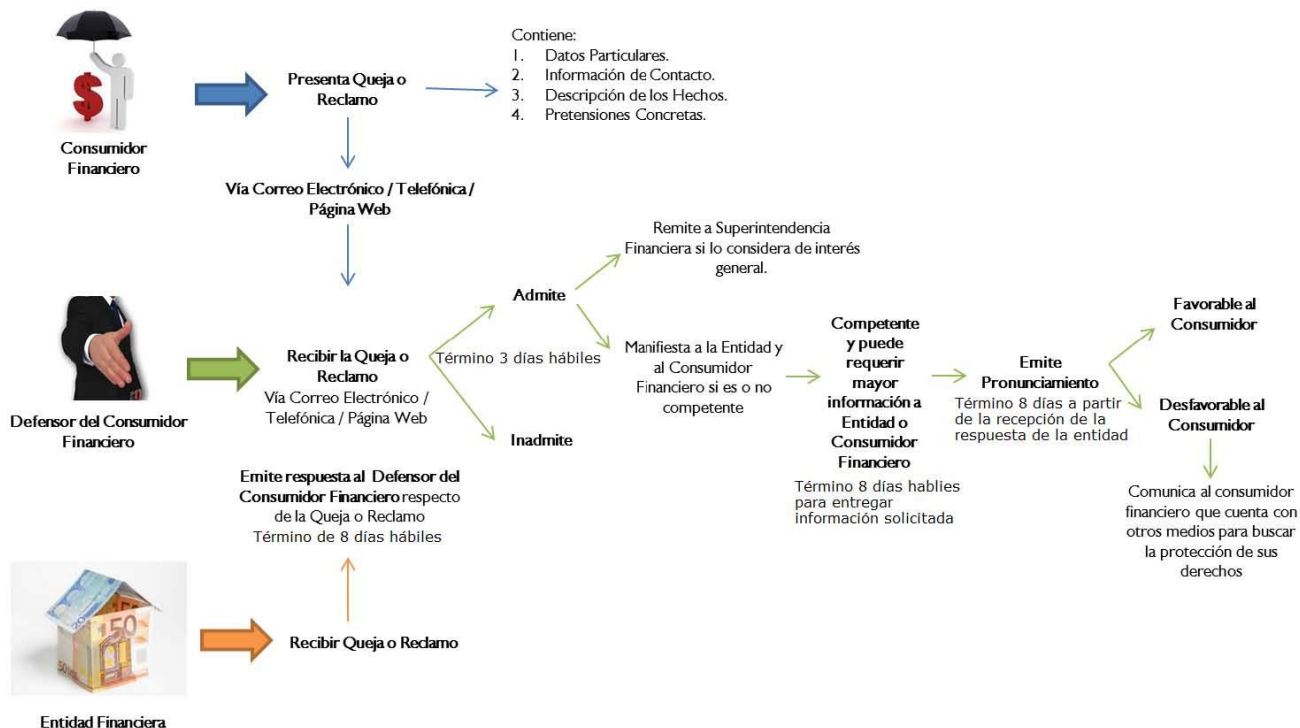 Contiene:
1. Datos Particulares.
2. Información de Contacto.
3. Descripción de los Hechos.
4. Pretensiones Concretas.
Presenta Queja o
Reclamo
Consumidor
Financiero
Vía Correo Electrónico / Telefónica /
Página Web
Remite a Superintendencia
Financiera si lo considera de interés
general.
Admite
Recibir la Queja o
Reclamo
Vía Correo Electrónico /
Telefónica / Página Web
Término 3 días hábiles
Inadmite
Defensor del Consumidor
Financiero
Manifiesta a la Entidad y
al Consumidor
Financiero si es o no
competente
Competente
y puede
requerir
mayor
información a
Entidad o
Consumidor
Financiero
Término 8 días hablies
para entregar
información solicitada
Emite
Pronunciamiento
Término 8 días a partir
de la recepción de la
respuesta de la entidad
Favorable al
Consumidor
Desfavorable al
Consumidor
Comunica al consumidor
financiero que cuenta con
otros medios para buscar
la protección de sus
derechos
Emite respuesta al Defensor del
Consumidor Financiero respecto
de la Queja o Reclamo
Término de 8 días hábiles
Recibir Queja o Reclamo
Entidad Financiera